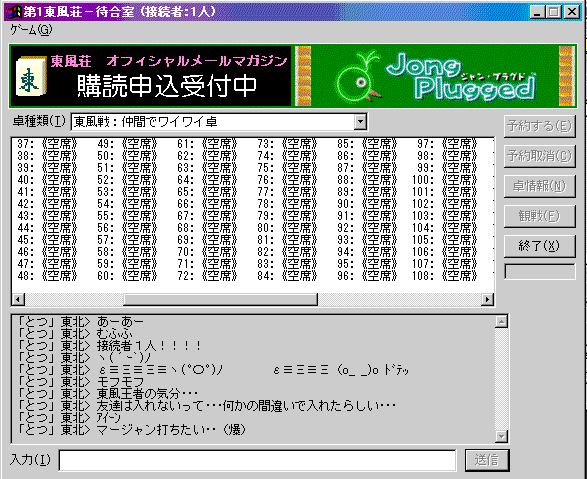 第1東風荘－待合室 (接続者:1人)
ｹﾞｰﾑ(G)
東風荘 オフィシャルメールマガジン
東
購読申込受付中
Jong
ジャン・プラグド
Plugged
卓種類(T) 東風戦：仲間でワイワイ卓
予約する(E)
37: 《空席》 49: 《空席》 61: 《空席》 73: 《空席》 85: 《空席》 97: 《空席》
38: 《空席》 50: 《空席》 62: 《空席》 74: 《空席》 86: 《空席》 98: 《空席》
予約取消(C)
39: 《空席》 51: 《空席》 63: 《空席》 75: 《空席》 87: 《空席》 99: 《空席》
40: 《空席》 52: 《空席》 64: 《空席》 76: 《空席》 88: 《空席》 100: 《空席》
41: 《空席》 53: 《空席》 65: 《空席》 77: 《空席》 89: 《空席》 101: 《空席》
卓情報(N)
42: 《空席》 54: 《空席》 66: 《空席》 78: 《空席》 90: 《空席》 102: 《空席》
43: 《空席》 55: 《空席》 67: 《空席》 79: 《空席》 91: 《空席》 103: 《空席》
観戦(F)
44: 《空席》 56: 《空席》 68: 《空席》 80: 《空席》 92: 《空席》 104: 《空席》
45: 《空席》 57: 《空席》 69: 《空席》 81: 《空席》 93: 《空席》 105: 《空席》
46: 《空席》 58: 《空席》 70: 《空席》 82: 《空席》 94: 《空席》 106: 《空席》
終了(X)
47: 《空席》 59: 《空席》 71: 《空席》 83: 《空席》 95: 《空席》 107: 《空席》
48: 《空席》 60: 《空席》 72: 《空席》 84: 《空席》 96: 《空席》 108: 《空席》
「とつ」東北> あーあー
「とつ」東北> むふふ
「とつ」東北> 接続者１人！！！！
「とつ」東北> ヽ(´ｰ`)ノ
「とつ」東北> ε≡Ξ≡Ξ≡ヽ(ﾟ○ﾟ)ﾉ ε≡Ξ≡Ξ (o_ _)o ﾄﾞﾃｯ
「とつ」東北> モフモフ
「とつ」東北> 東風王者の気分･･･
「とつ」東北> 友達は入れないって･･･何かの間違いで入れたらしい･･･
「とつ」東北> ｱｲｰﾝ
「とつ」東北> マージャン打ちたい･･（爆）
入力(I)
送信